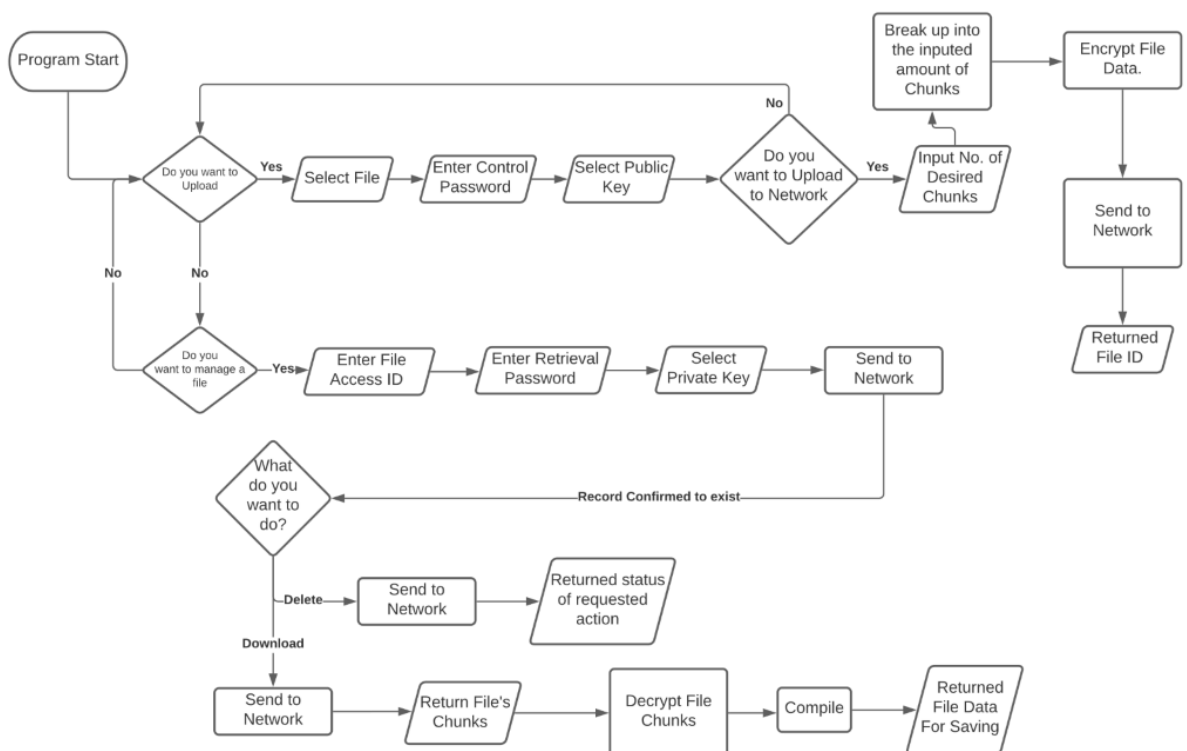 Program Start
Do you want to
Upload
Yes
Select File
Enter Control
Password
Select Public
Key
No
Do you
want to Upload
to Network
Yes
Input No. of
Desired
Chunks
Break up into
the inputed
amount of
Chunks
Encrypt File
Data.
Send to
Network
Returned
File ID
No
No
Do you
want to manage a
file
Yes
Enter File
Access ID
Enter Retrieval
Password
Select
Private Key
Send to
Network
Record Confirmed to exist
What
do you
want to
do?
Delete
Send to
Network
Returned status
of requested
action
Download
Send to
Network
Return File's
Chunks
Decrypt File
Chunks
Compile
Returned
File Data
For Saving